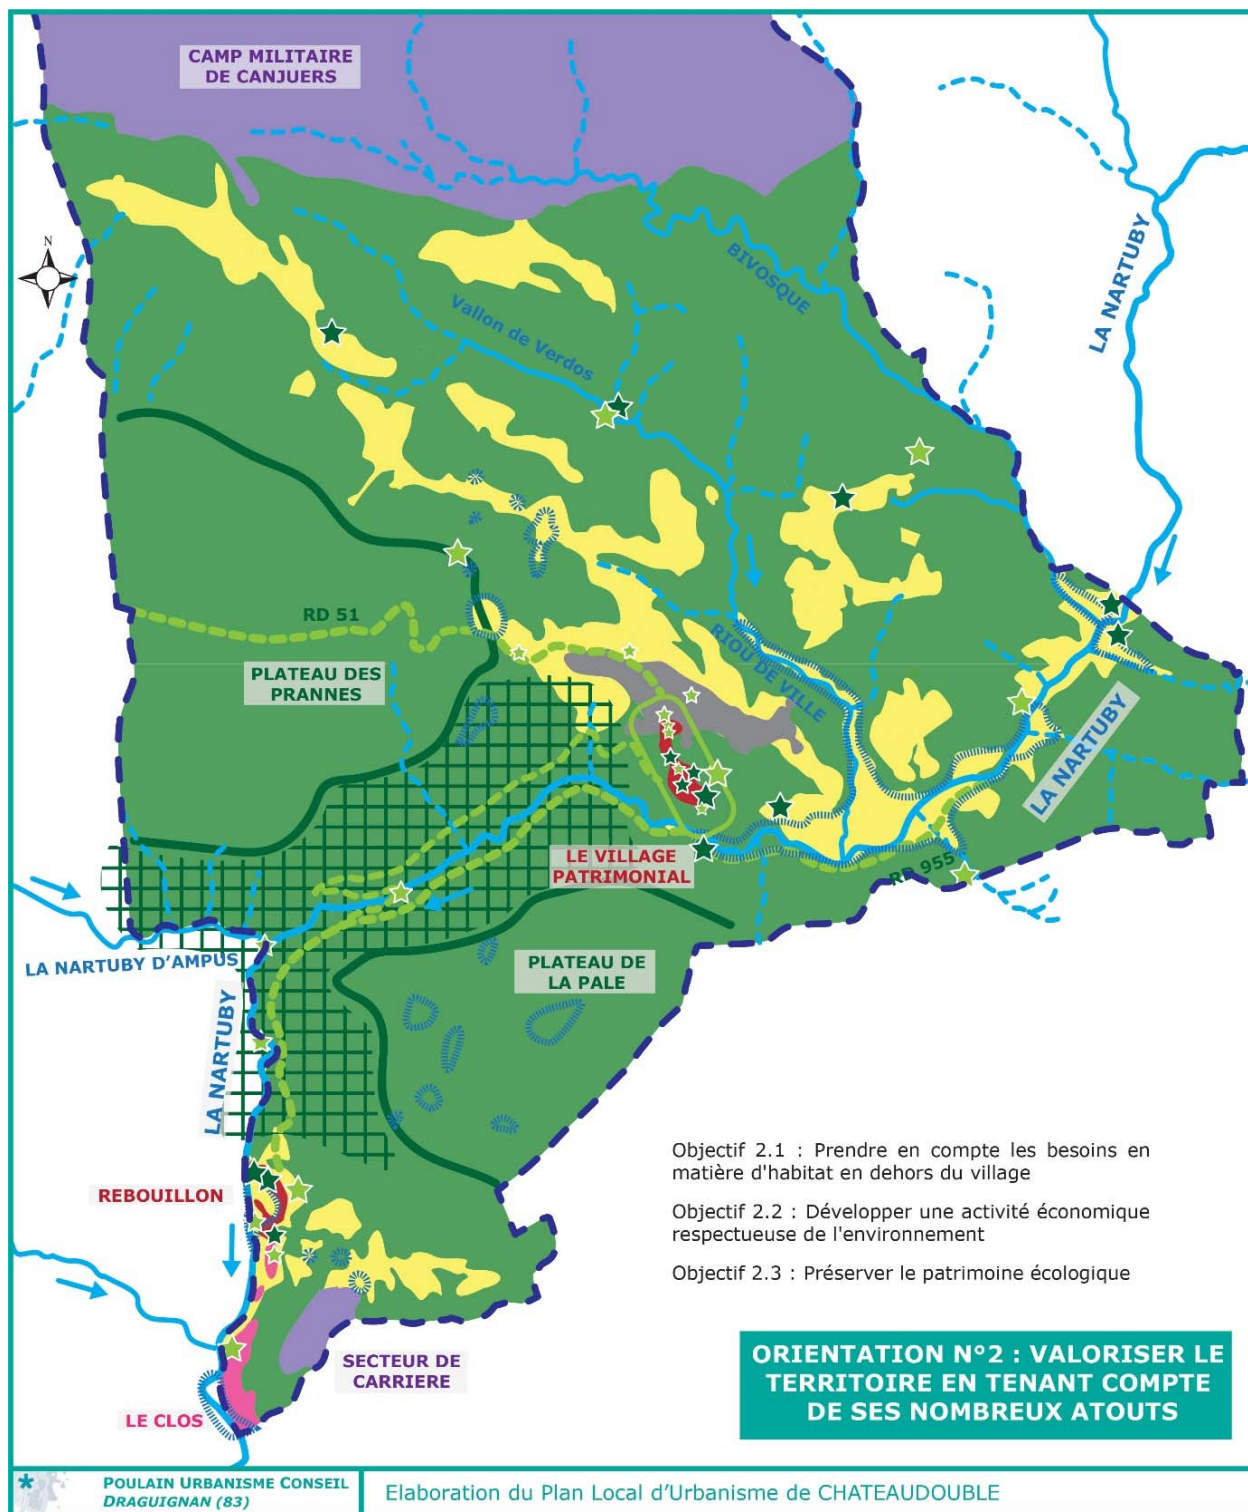 CAMP MILITAIRE
DE CANJUERS
N
LA NARTUBY
BIVOSQUE
Vallon de Verdos
RD 51
PLATEAU DES
PRANNES
RIOU DE VILLE
LA NARTUBY
LE VILLAGE
PATRIMONIAL
RD 955
LA NARTUBY D'AMPUS
PLATEAU DE
LA PALE
LA NARTUBY
REBOUILLON
SECTEUR DE
CARRIERE
LE CLOS
Objectif 2.1 : Prendre en compte les besoins en
matière d'habitat en dehors du village
Objectif 2.2 : Développer une activité économique
respectueuse de l'environnement
Objectif 2.3 : Préserver le patrimoine écologique
ORIENTATION N°2 : VALORISER LE
TERRITOIRE EN TENANT COMPTE
DE SES NOMBREUX ATOUTS
POULAIN URBANISME CONSEIL
DRAGUIGNAN (83)
Elaboration du Plan Local d'Urbanisme de CHATEAUDOUBLE